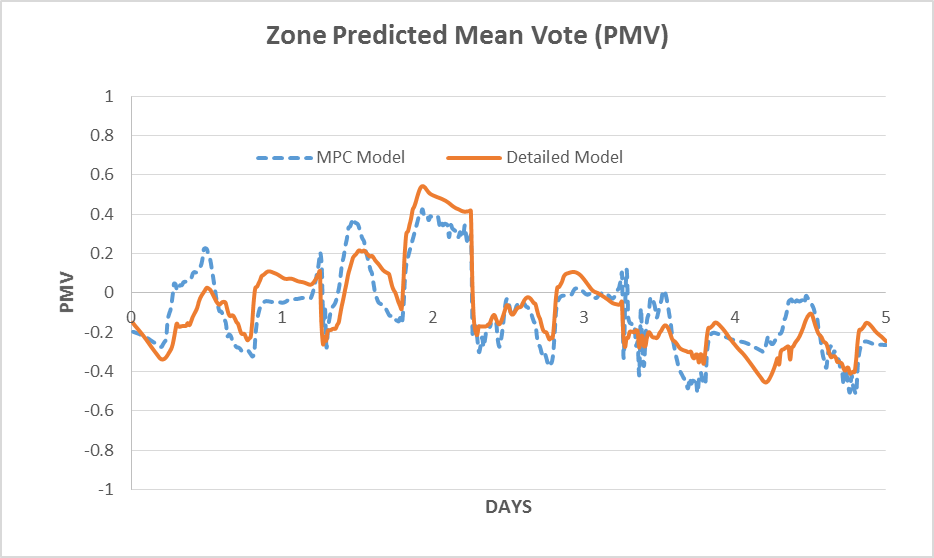 Zone Predicted Mean Vote (PMV)
1
0.8
MPC Model Detailed Model
0.6
0.4
0.2
0
PMV
0 1 2 3 4 5
-0.2
-0.4
-0.6
-0.8
-1
DAYS